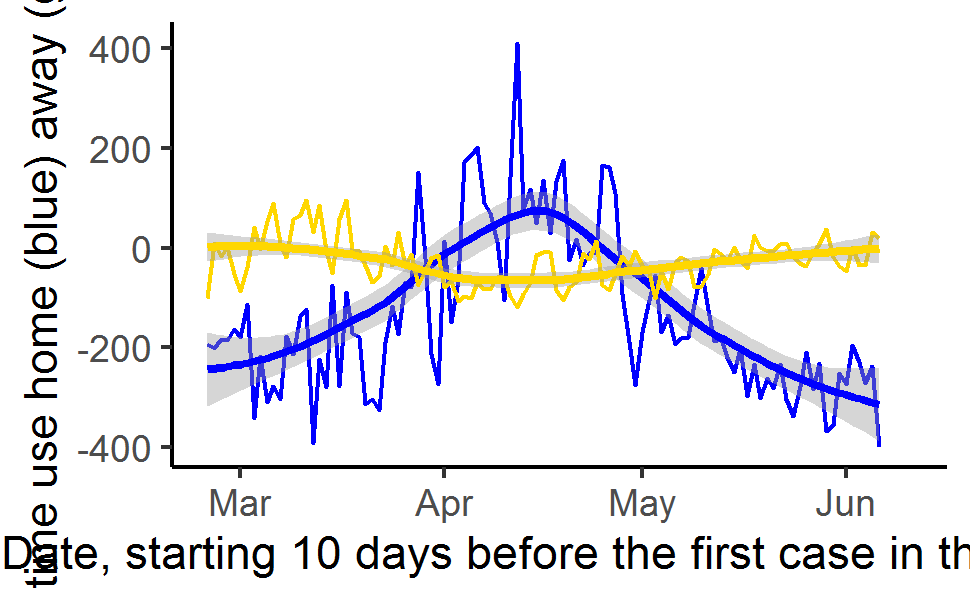 time use home (blue) away (
400
200
0
-200
-400
Mar Apr May Jun
Date, starting 10 days before the first case in th